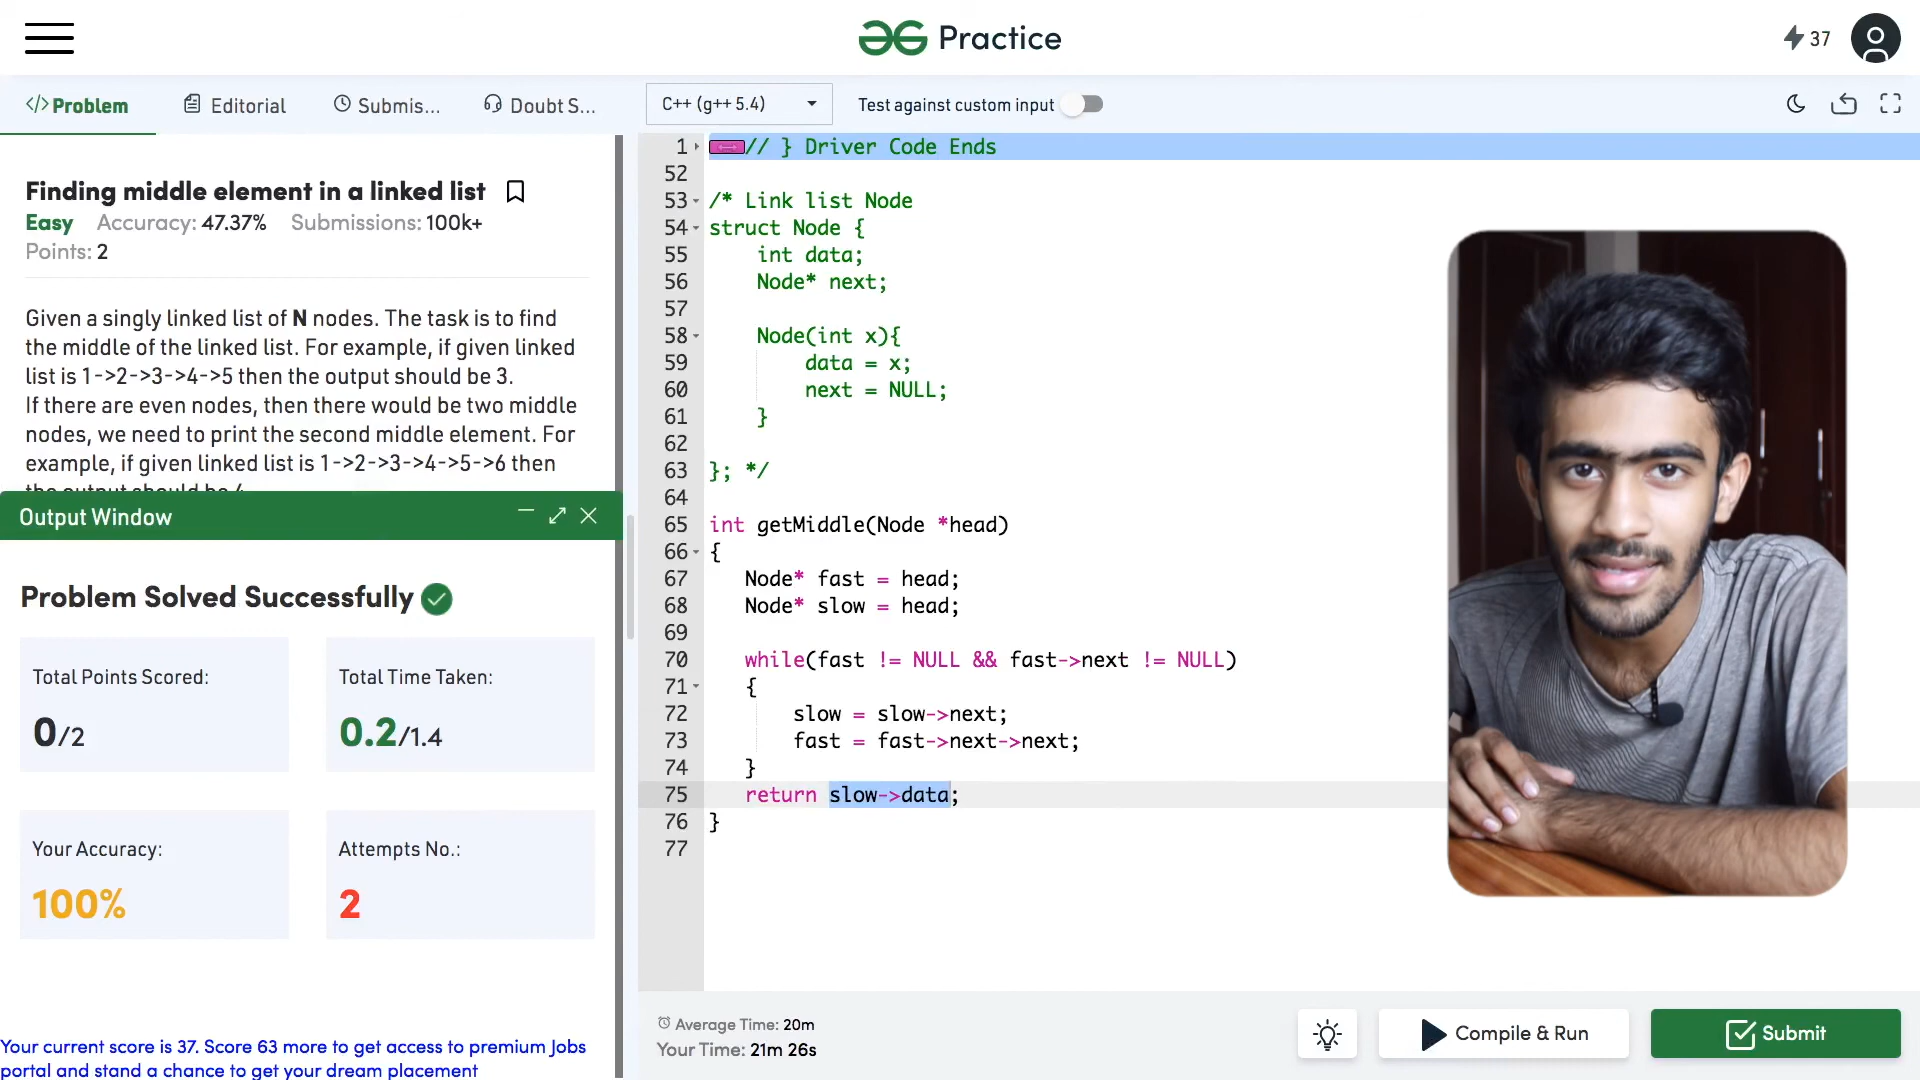 Practice
37
Problem
Editorial
Submis...
Doubt S...
C++ (g++ 5.4)
Test against custom input
Finding middle element in a linked list
Easy Accuracy: 47.37% Submissions: 100k+
Points: 2
Given a singly linked list of N nodes. The task is to find
the middle of the linked list. For example, if given linked
list is 1->2->3->4->5 then the output should be 3.
If there are even nodes, then there would be two middle
nodes, we need to print the second middle element. For
example, if given linked list is 1->2->3->4->5->6 then
the output should be 4.
Output Window
Problem Solved Successfully
Total Points Scored:
0/2
Total Time Taken:
0.2/1.4
Your Accuracy:
100%
Attempts No.:
2
Your current score is 37. Score 63 more to get access to premium Jobs
portal and stand a chance to get your dream placement
1 // } Driver Code Ends
52
53 /* Link list Node
54 struct Node {
55 int data;
56 Node* next;
57
58 Node(int x){
59 data = x;
60 next = NULL;
61 }
62
63 }; */
64
65 int getMiddle(Node *head)
66 {
67 Node* fast = head;
68 Node* slow = head;
69
70 while(fast != NULL && fast->next != NULL)
71 {
72 slow = slow->next;
73 fast = fast->next->next;
74 }
75 return slow->data;
76 }
77
Average Time: 20m
Your Time: 21m 26s
Compile & Run
Submit